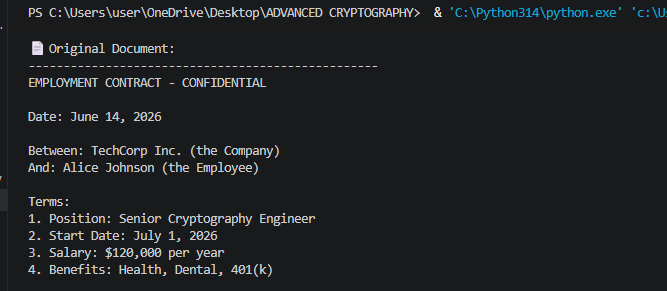 PS C:\Users\user\OneDrive\Desktop\ADVANCED CRYPTOGRAPHY> & 'C:\Python314\python.exe' 'c:\Us
Original Document:
--------------------------------------------------
EMPLOYMENT CONTRACT - CONFIDENTIAL
Date: June 14, 2026
Between: TechCorp Inc. (the Company)
And: Alice Johnson (the Employee)
Terms:
1. Position: Senior Cryptography Engineer
2. Start Date: July 1, 2026
3. Salary: $120,000 per year
4. Benefits: Health, Dental, 401(k)